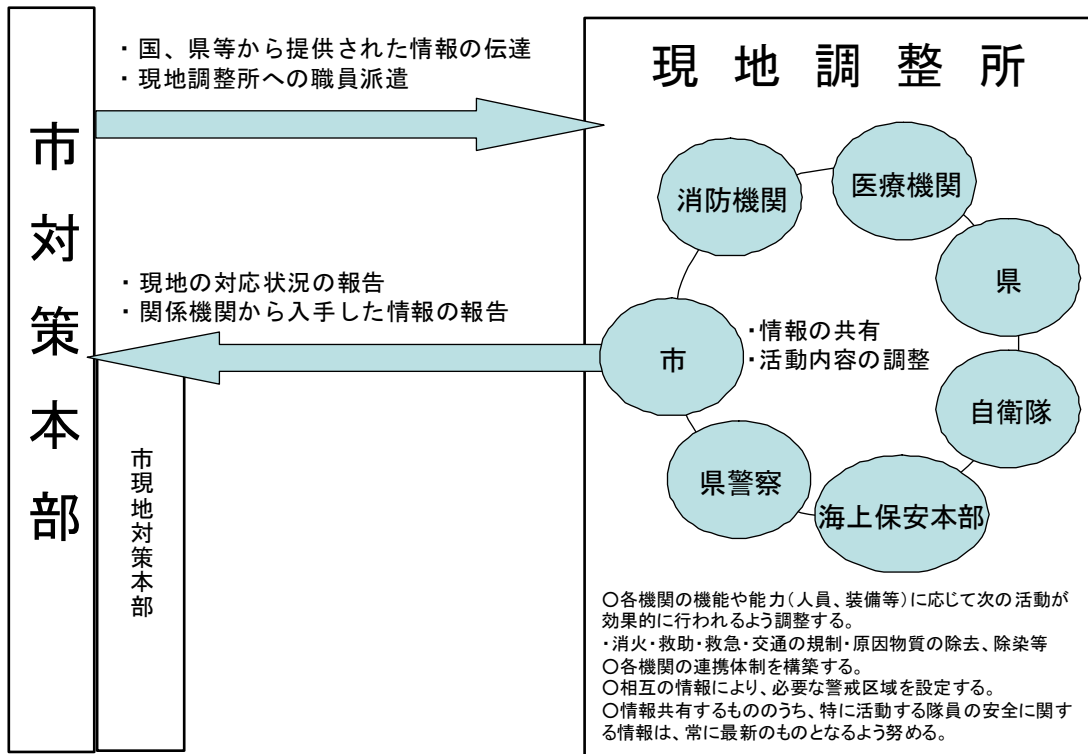 市対策本部
・国、県等から提供された情報の伝達
・現地調整所への職員派遣
・現地の対応状況の報告
・関係機関から入手した情報の報告
市現地対策本部
現地調整所
消防機関
医療機関
県
市
・情報の共有
・活動内容の調整
自衛隊
県警察
海上保安本部
○各機関の機能や能力(人員、装備等)に応じて次の活動が
効果的に行われるよう調整する。
・消火・救助・救急・交通の規制・原因物質の除去、除染等
○各機関の連携体制を構築する。
○相互の情報により、必要な警戒区域を設定する。
○情報共有するもののうち、特に活動する隊員の安全に関す
る情報は、常に最新のものとなるよう努める。